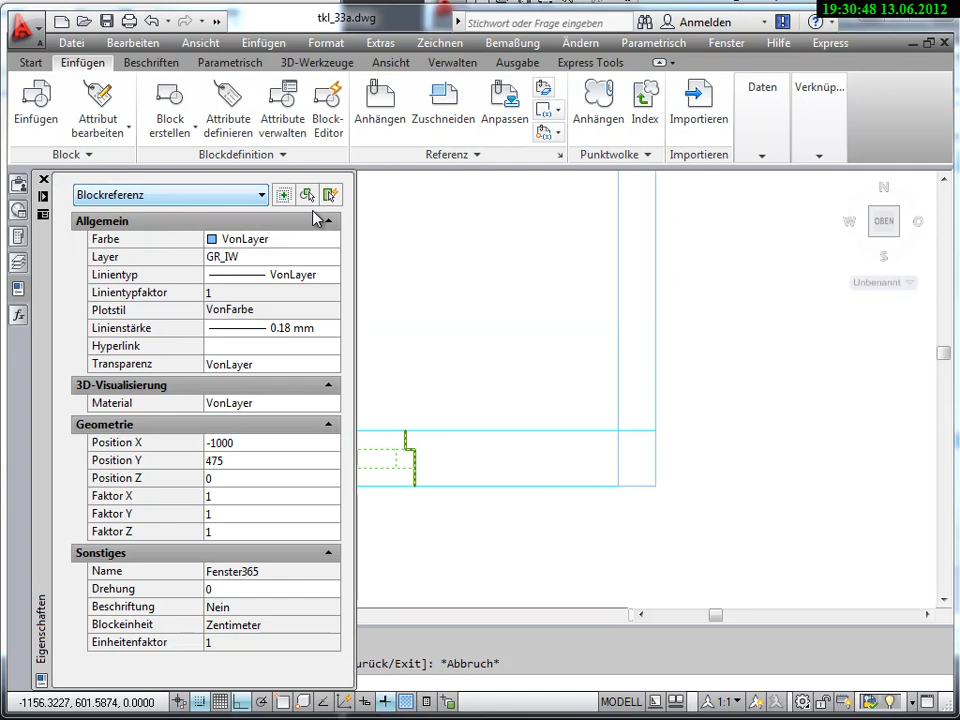 19:30:48 13.06.2012
tkl_33a.dwg
Stichwort oder Frage eingeben
Anmelden
Datei Bearbeiten Ansicht Einfügen Format Extras Zeichnen Bemaßung Ändern Parametrisch Fenster Hilfe Express
Start Einfügen Beschriften Parametrisch 3D-Werkzeuge Ansicht Verwalten Ausgabe Express Tools
Einfügen
Attribut bearbeiten
Block erstellen
Attribute definieren
Attribute verwalten
Block-Editor
Anhängen
Zuschneiden
Anpassen
Anhängen
Index
Importieren
Daten
Verknüp...
Block
Blockdefinition
Referenz
Punktwolke
Importieren
Blockreferenz
Allgemein
Farbe VonLayer
Layer GR_IW
Linientyp VonLayer
Linientypfaktor 1
Plotstil VonFarbe
Linienstärke 0.18 mm
Hyperlink
Transparenz VonLayer
3D-Visualisierung
Material VonLayer
Geometrie
Position X -1000
Position Y 475
Position Z 0
Faktor X 1
Faktor Y 1
Faktor Z 1
Sonstiges
Name Fenster365
Drehung 0
Beschriftung Nein
Blockeinheit Zentimeter
Einheitenfaktor 1
Eigenschaften
N
W OBEN O
S
Unbenannt
urück/Exit]: *Abbruch*
-1156.3227, 601.5874, 0.0000
MODELL
1:1